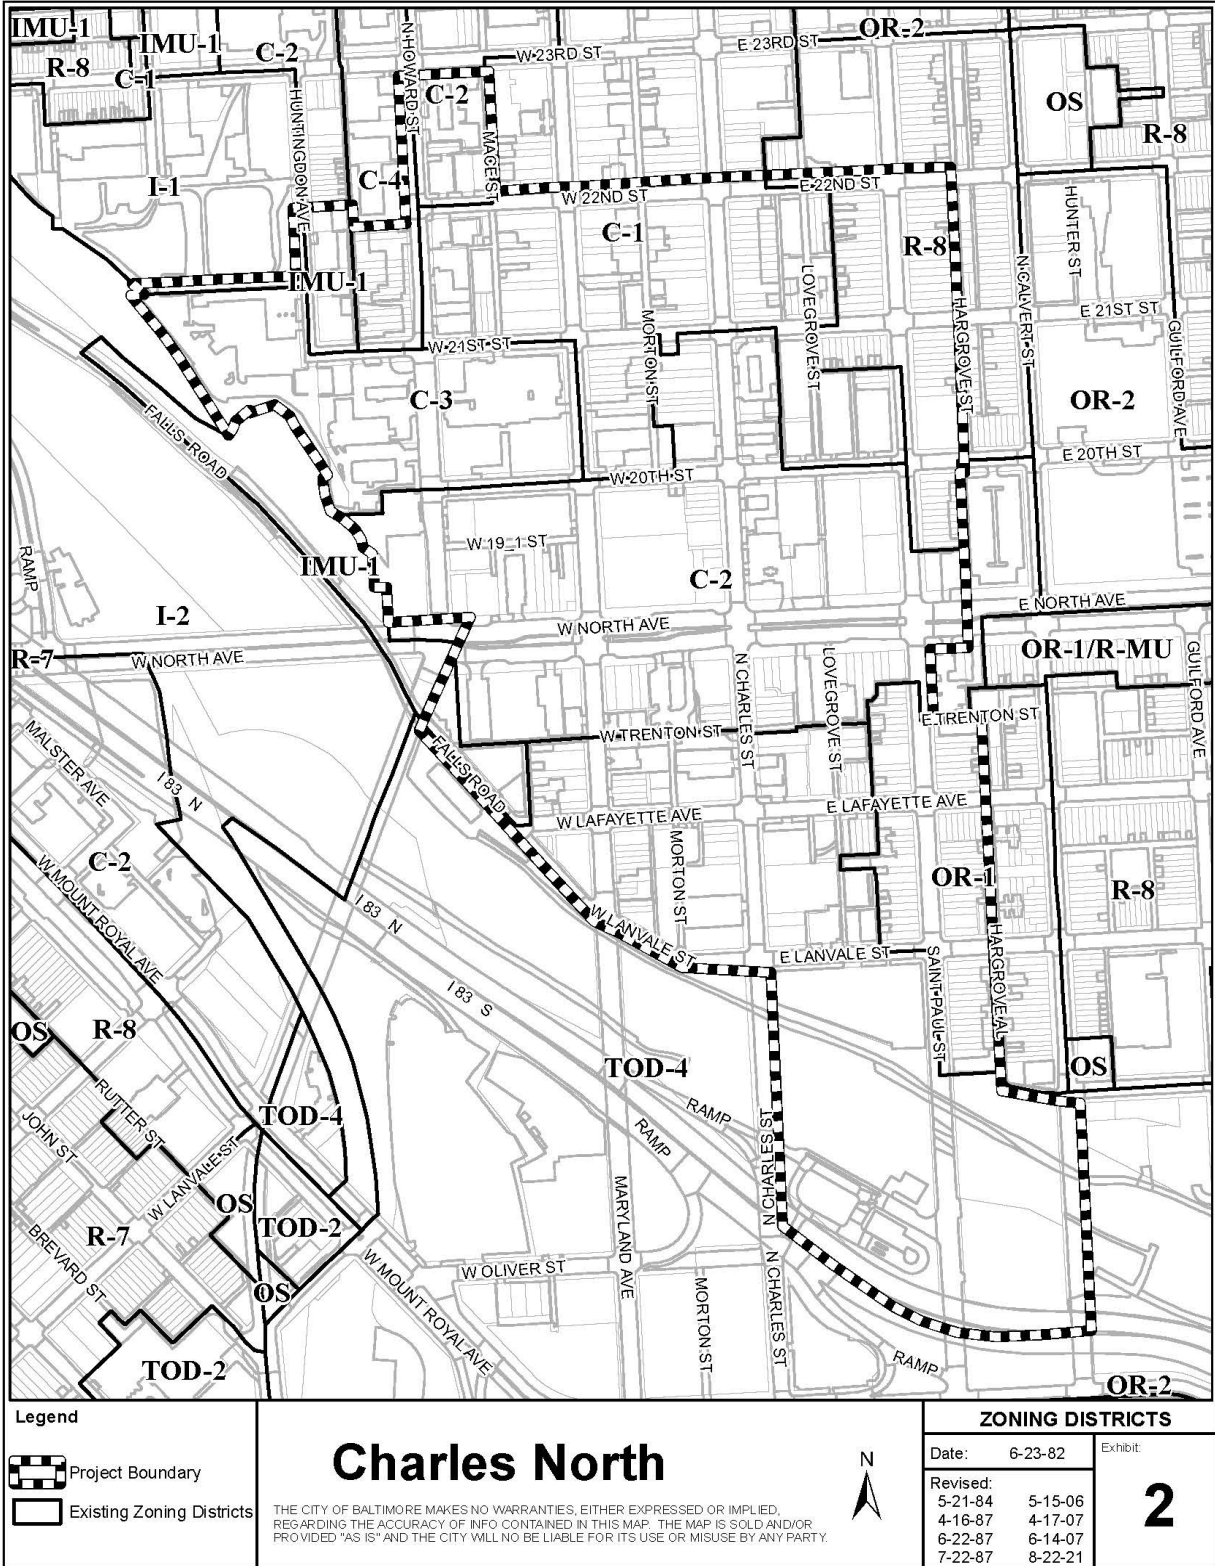 IMU-1
IMU-1
R-8
C-1
C-2
N HOWARD ST
C-2
W 23RD ST
E 23RD ST
OR-2
OS
R-8
HUNTINGDON AVE
MACE ST
I-1
C-4
W 22ND ST
E 22ND ST
C-1
R-8
HUNTER ST
N CALVERT ST
IMU-1
LOVEGROVE ST
HARGROVE ST
E 21ST ST
GUILFORD AVE
W 21ST ST
MORTON ST
C-3
OR-2
FALLS ROAD
E 20TH ST
W 20TH ST
W 19_1 ST
RAMP
IMU-1
C-2
I-2
E NORTH AVE
W NORTH AVE
R-7
W NORTH AVE
OR-1/R-MU
N CHARLES ST
LOVEGROVE ST
GUILFORD AVE
E TRENTON ST
W TRENTON ST
MALSTER AVE
I 83 N
FALLS ROAD
E LAFAYETTE AVE
W LAFAYETTE AVE
C-2
W MOUNT ROYAL AVE
MORTON ST
OR-1
R-8
I 83 N
W LANVALE ST
E LANVALE ST
SAINT PAUL ST
HARGROVE AL
I 83 S
OS
R-8
TOD-4
OS
RUTTER ST
JOHN ST
TOD-4
RAMP
RAMP
N CHARLES ST
W LANVALE ST
OS
TOD-2
R-7
BREVARD ST
MARYLAND AVE
W OLIVER ST
OS
W MOUNT ROYAL AVE
MORTON ST
N CHARLES ST
TOD-2
RAMP
OR-2
Legend
Project Boundary
Existing Zoning Districts
Charles North
THE CITY OF BALTIMORE MAKES NO WARRANTIES, EITHER EXPRESSED OR IMPLIED,
REGARDING THE ACCURACY OF INFO CONTAINED IN THIS MAP. THE MAP IS SOLD AND/OR
PROVIDED "AS IS" AND THE CITY WILL NO BE LIABLE FOR ITS USE OR MISUSE BY ANY PARTY.
N
ZONING DISTRICTS
Date: 6-23-82
Revised:
5-21-84 5-15-06
4-16-87 4-17-07
6-22-87 6-14-07
7-22-87 8-22-21
Exhibit:
2